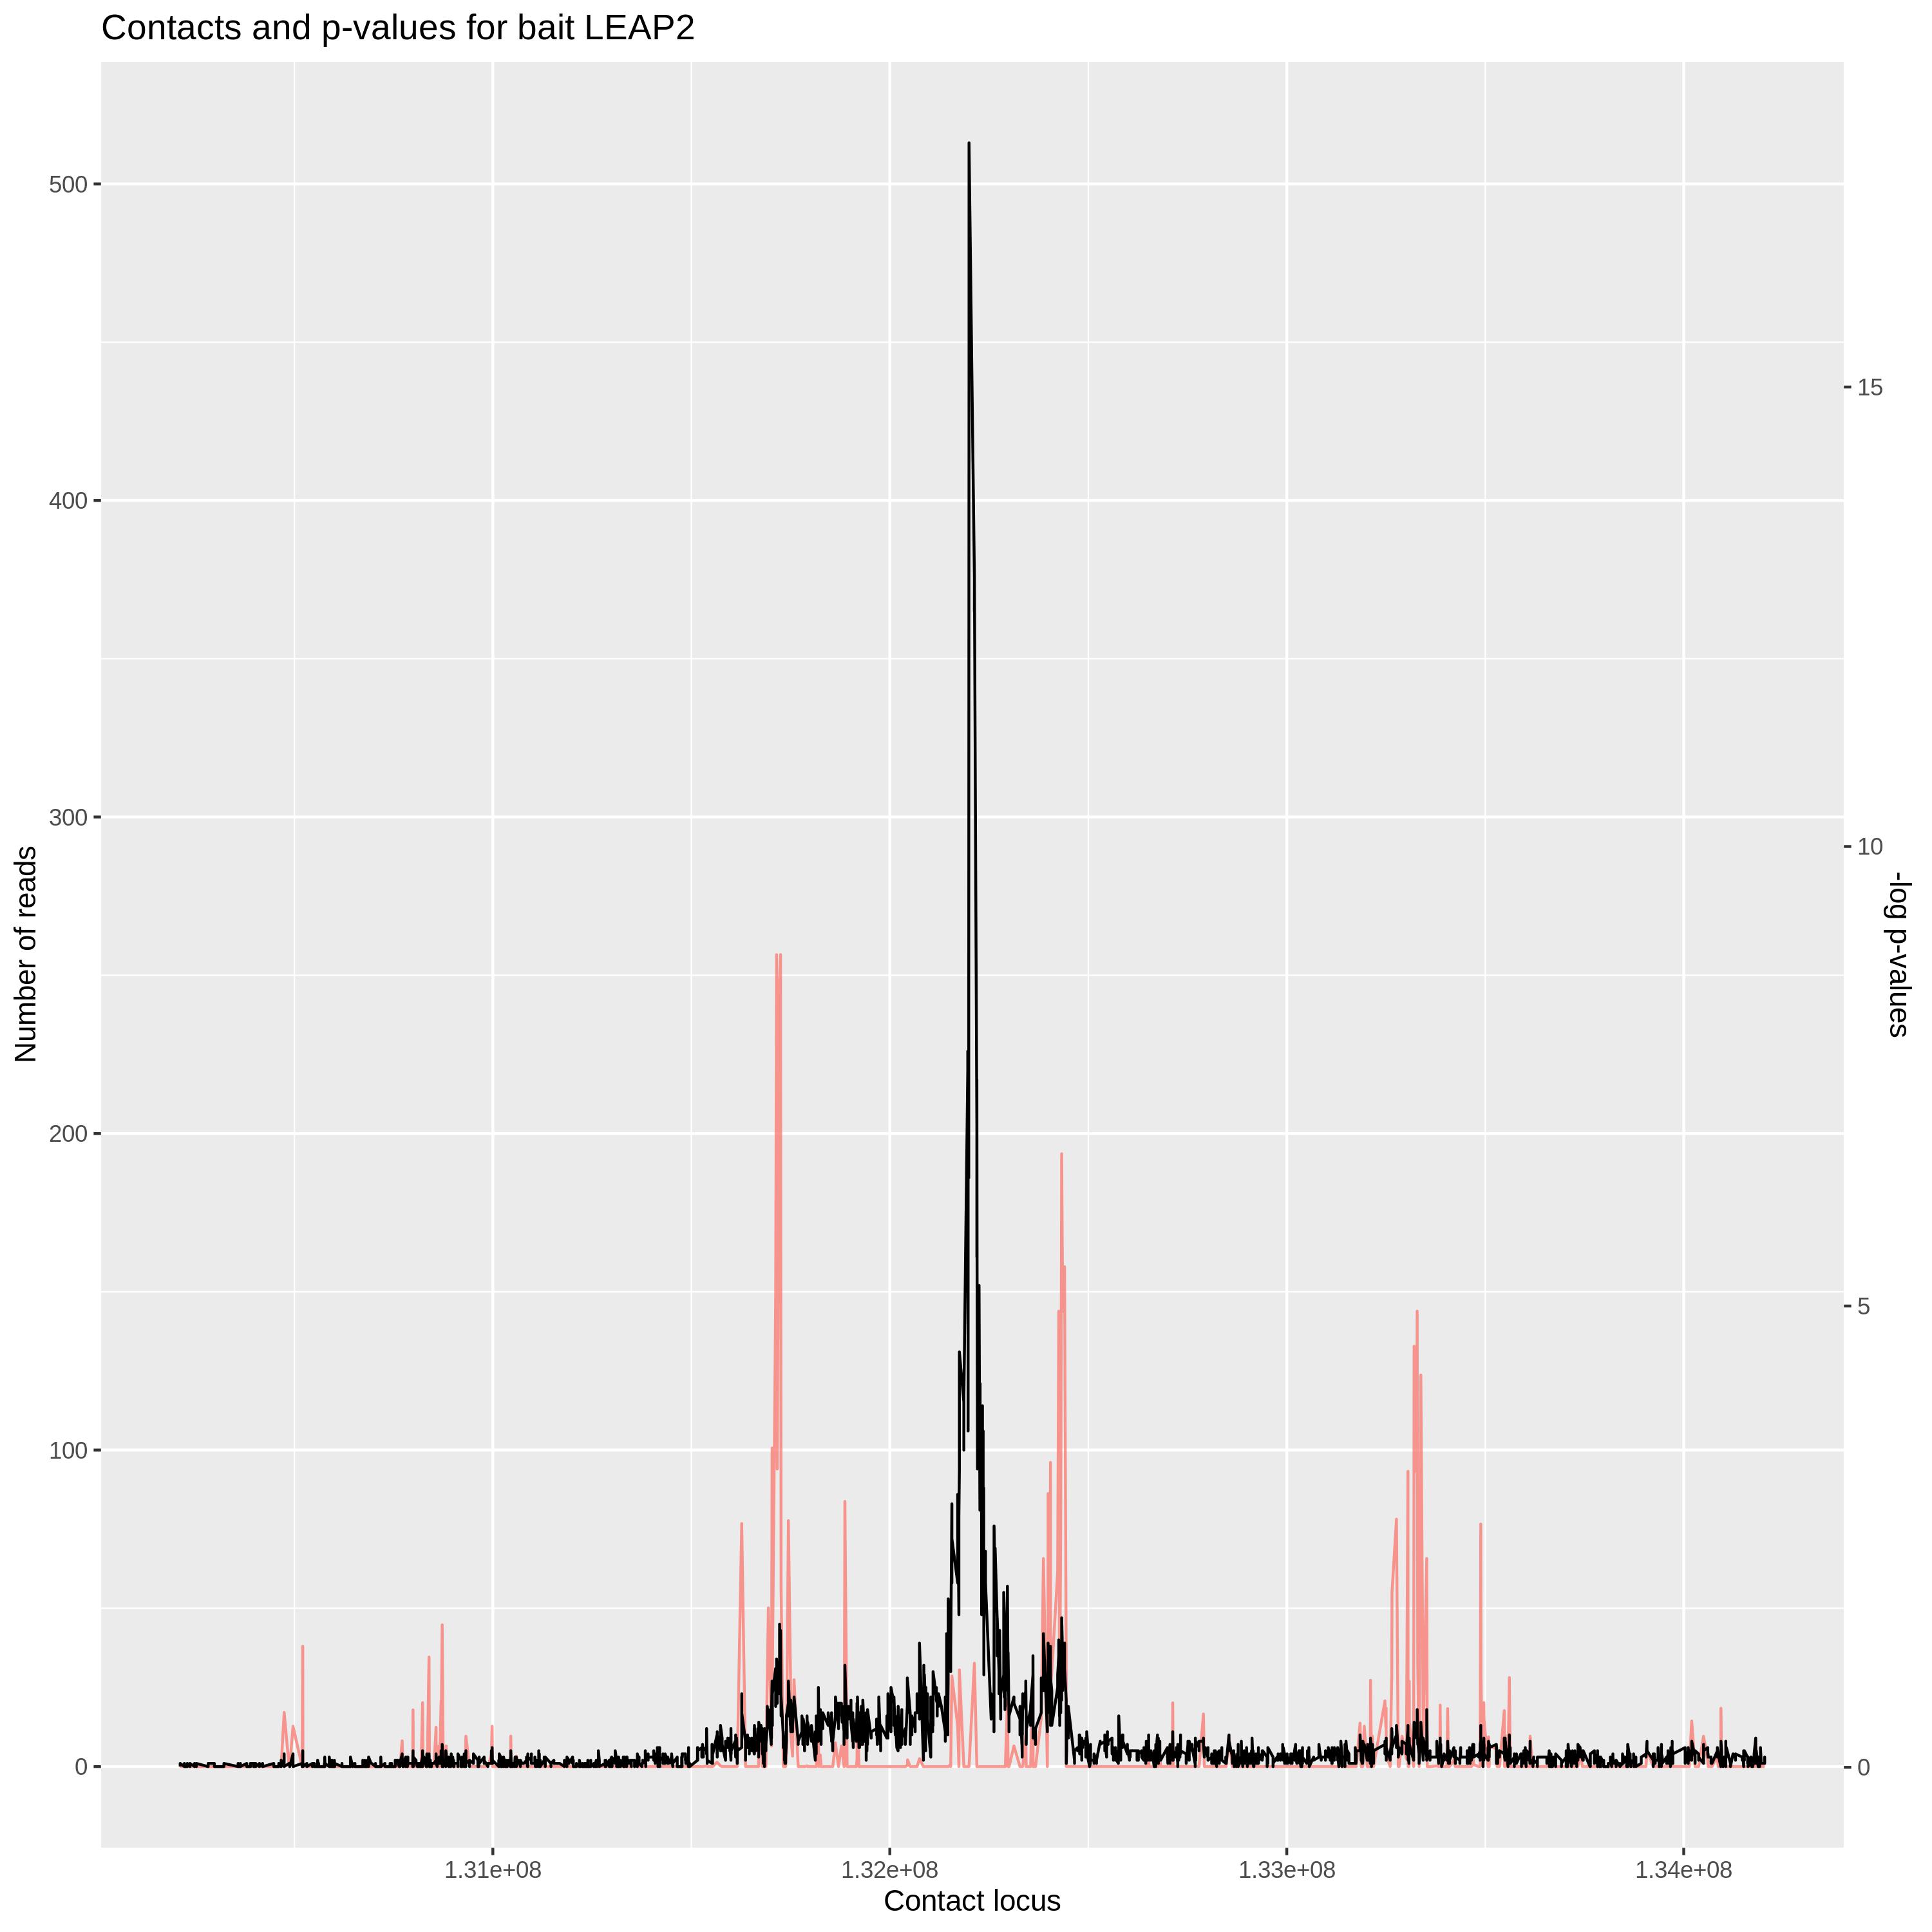 Contacts and p-values for bait LEAP2
500
400
300
200
100
0
Number of reads
15
10
5
0
-log p-values
1.31e+08
1.32e+08
1.33e+08
1.34e+08
Contact locus